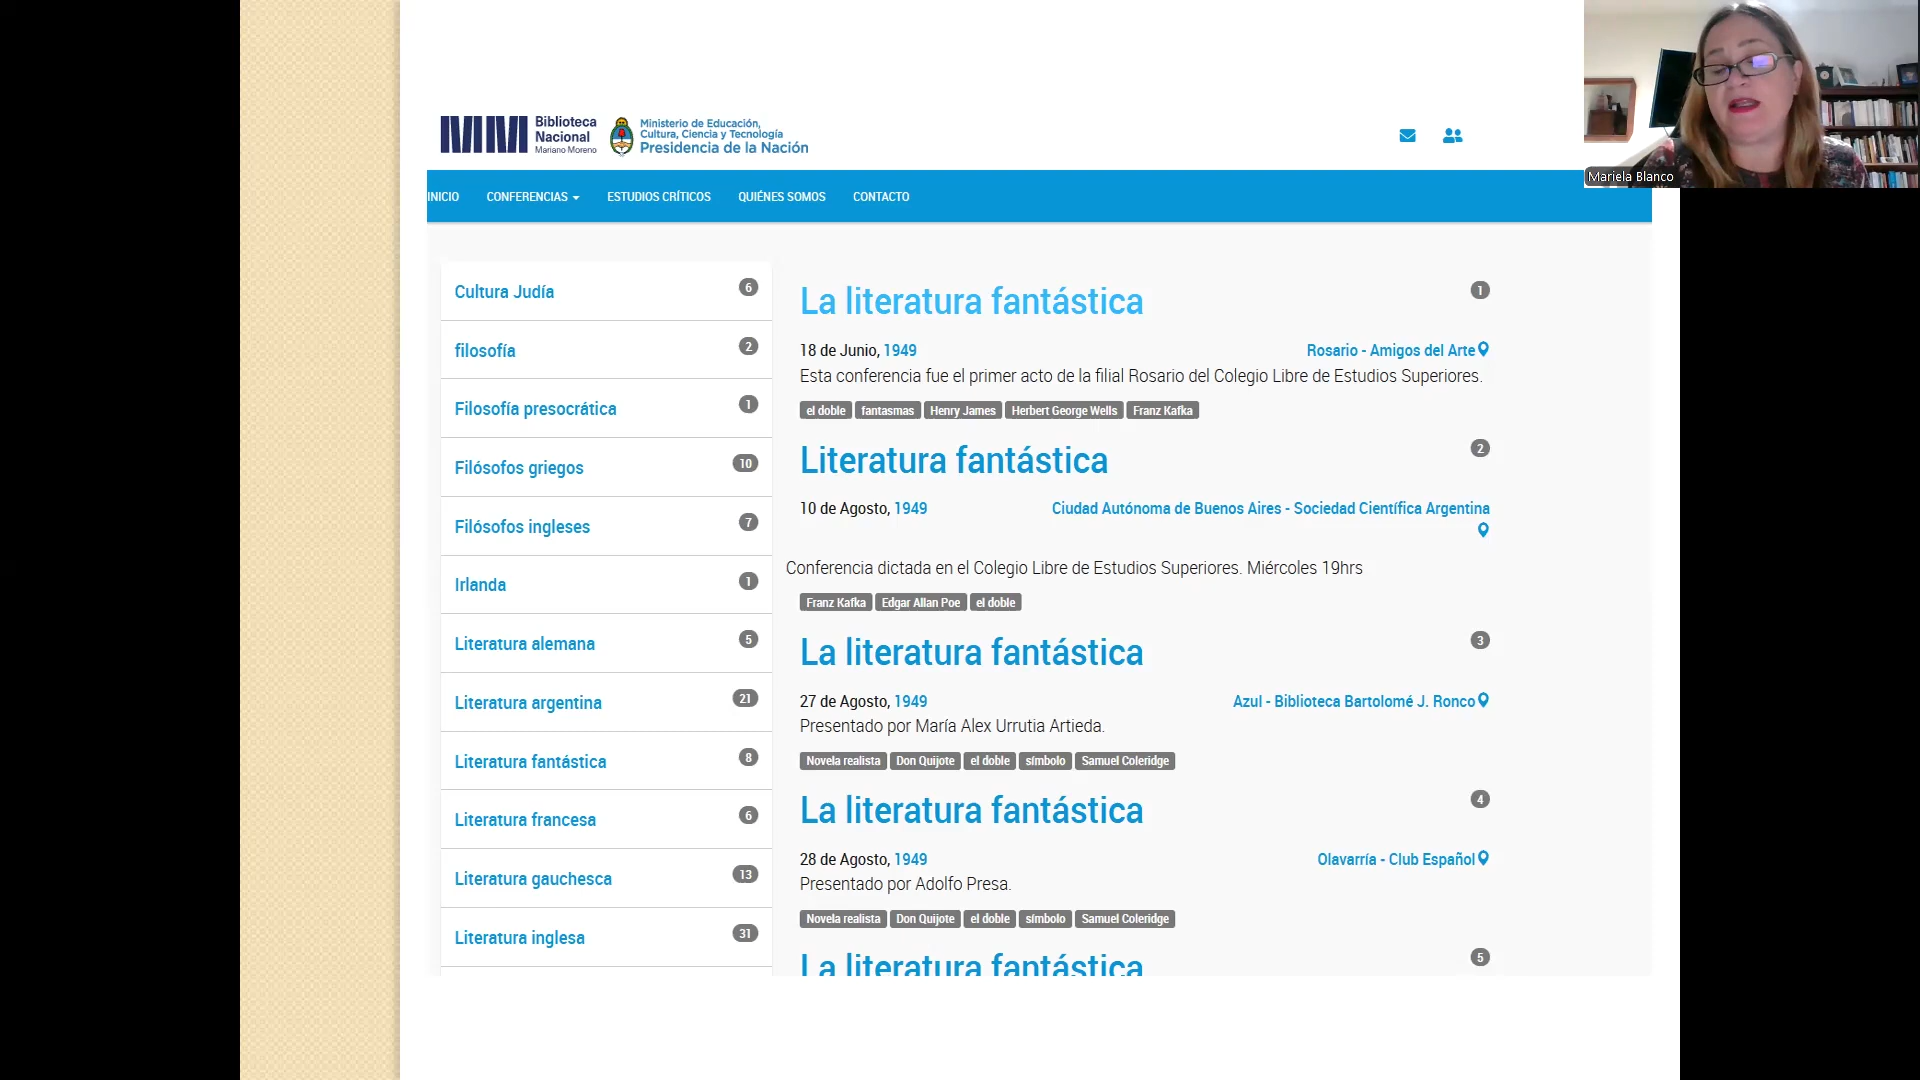 Biblioteca
Nacional
Mariano Moreno
Ministerio de Educación,
Cultura, Ciencia y Tecnología
Presidencia de la Nación
Mariela Blanco
INICIO
CONFERENCIAS
ESTUDIOS CRÍTICOS
QUIÉNES SOMOS
CONTACTO
Cultura Judía 6
filosofía 2
Filosofía presocrática 1
Filósofos griegos 10
Filósofos ingleses 7
Irlanda 1
Literatura alemana 5
Literatura argentina 21
Literatura fantástica 8
Literatura francesa 6
Literatura gauchesca 13
Literatura inglesa 31
La literatura fantástica 1
18 de Junio, 1949 Rosario - Amigos del Arte
Esta conferencia fue el primer acto de la filial Rosario del Colegio Libre de Estudios Superiores.
el doble fantasmas Henry James Herbert George Wells Franz Kafka
Literatura fantástica 2
10 de Agosto, 1949 Ciudad Autónoma de Buenos Aires - Sociedad Científica Argentina
Conferencia dictada en el Colegio Libre de Estudios Superiores. Miércoles 19hrs
Franz Kafka Edgar Allan Poe el doble
La literatura fantástica 3
27 de Agosto, 1949 Azul - Biblioteca Bartolomé J. Ronco
Presentado por María Alex Urrutia Artieda.
Novela realista Don Quijote el doble símbolo Samuel Coleridge
La literatura fantástica 4
28 de Agosto, 1949 Olavarría - Club Español
Presentado por Adolfo Presa.
Novela realista Don Quijote el doble símbolo Samuel Coleridge
La literatura fantástica 5